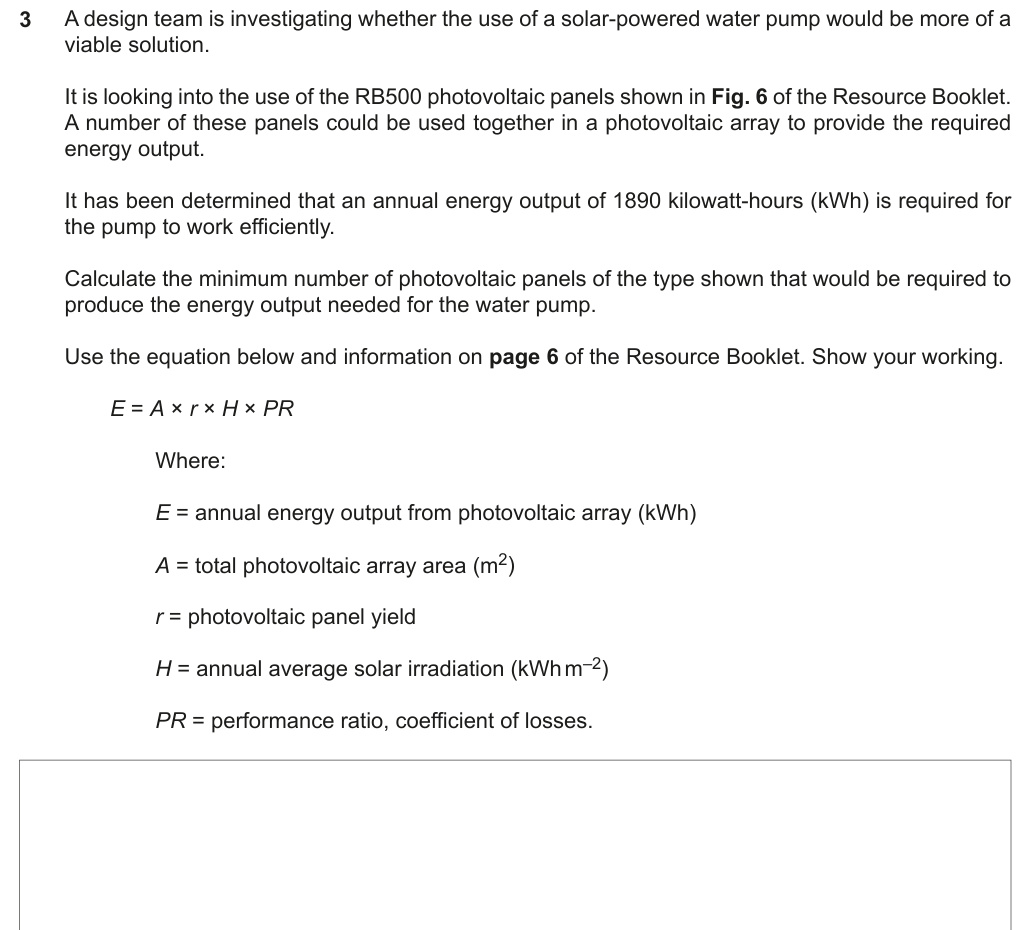 3 A design team is investigating whether the use of a solar-powered water pump would be more of a
viable solution.
It is looking into the use of the RB500 photovoltaic panels shown in Fig. 6 of the Resource Booklet.
A number of these panels could be used together in a photovoltaic array to provide the required
energy output.
It has been determined that an annual energy output of 1890 kilowatt-hours (kWh) is required for
the pump to work efficiently.
Calculate the minimum number of photovoltaic panels of the type shown that would be required to
produce the energy output needed for the water pump.
Use the equation below and information on page 6 of the Resource Booklet. Show your working.
E = A × r × H × PR
Where:
E = annual energy output from photovoltaic array (kWh)
A = total photovoltaic array area (m²)
r = photovoltaic panel yield
H = annual average solar irradiation (kWh m⁻²)
PR = performance ratio, coefficient of losses.